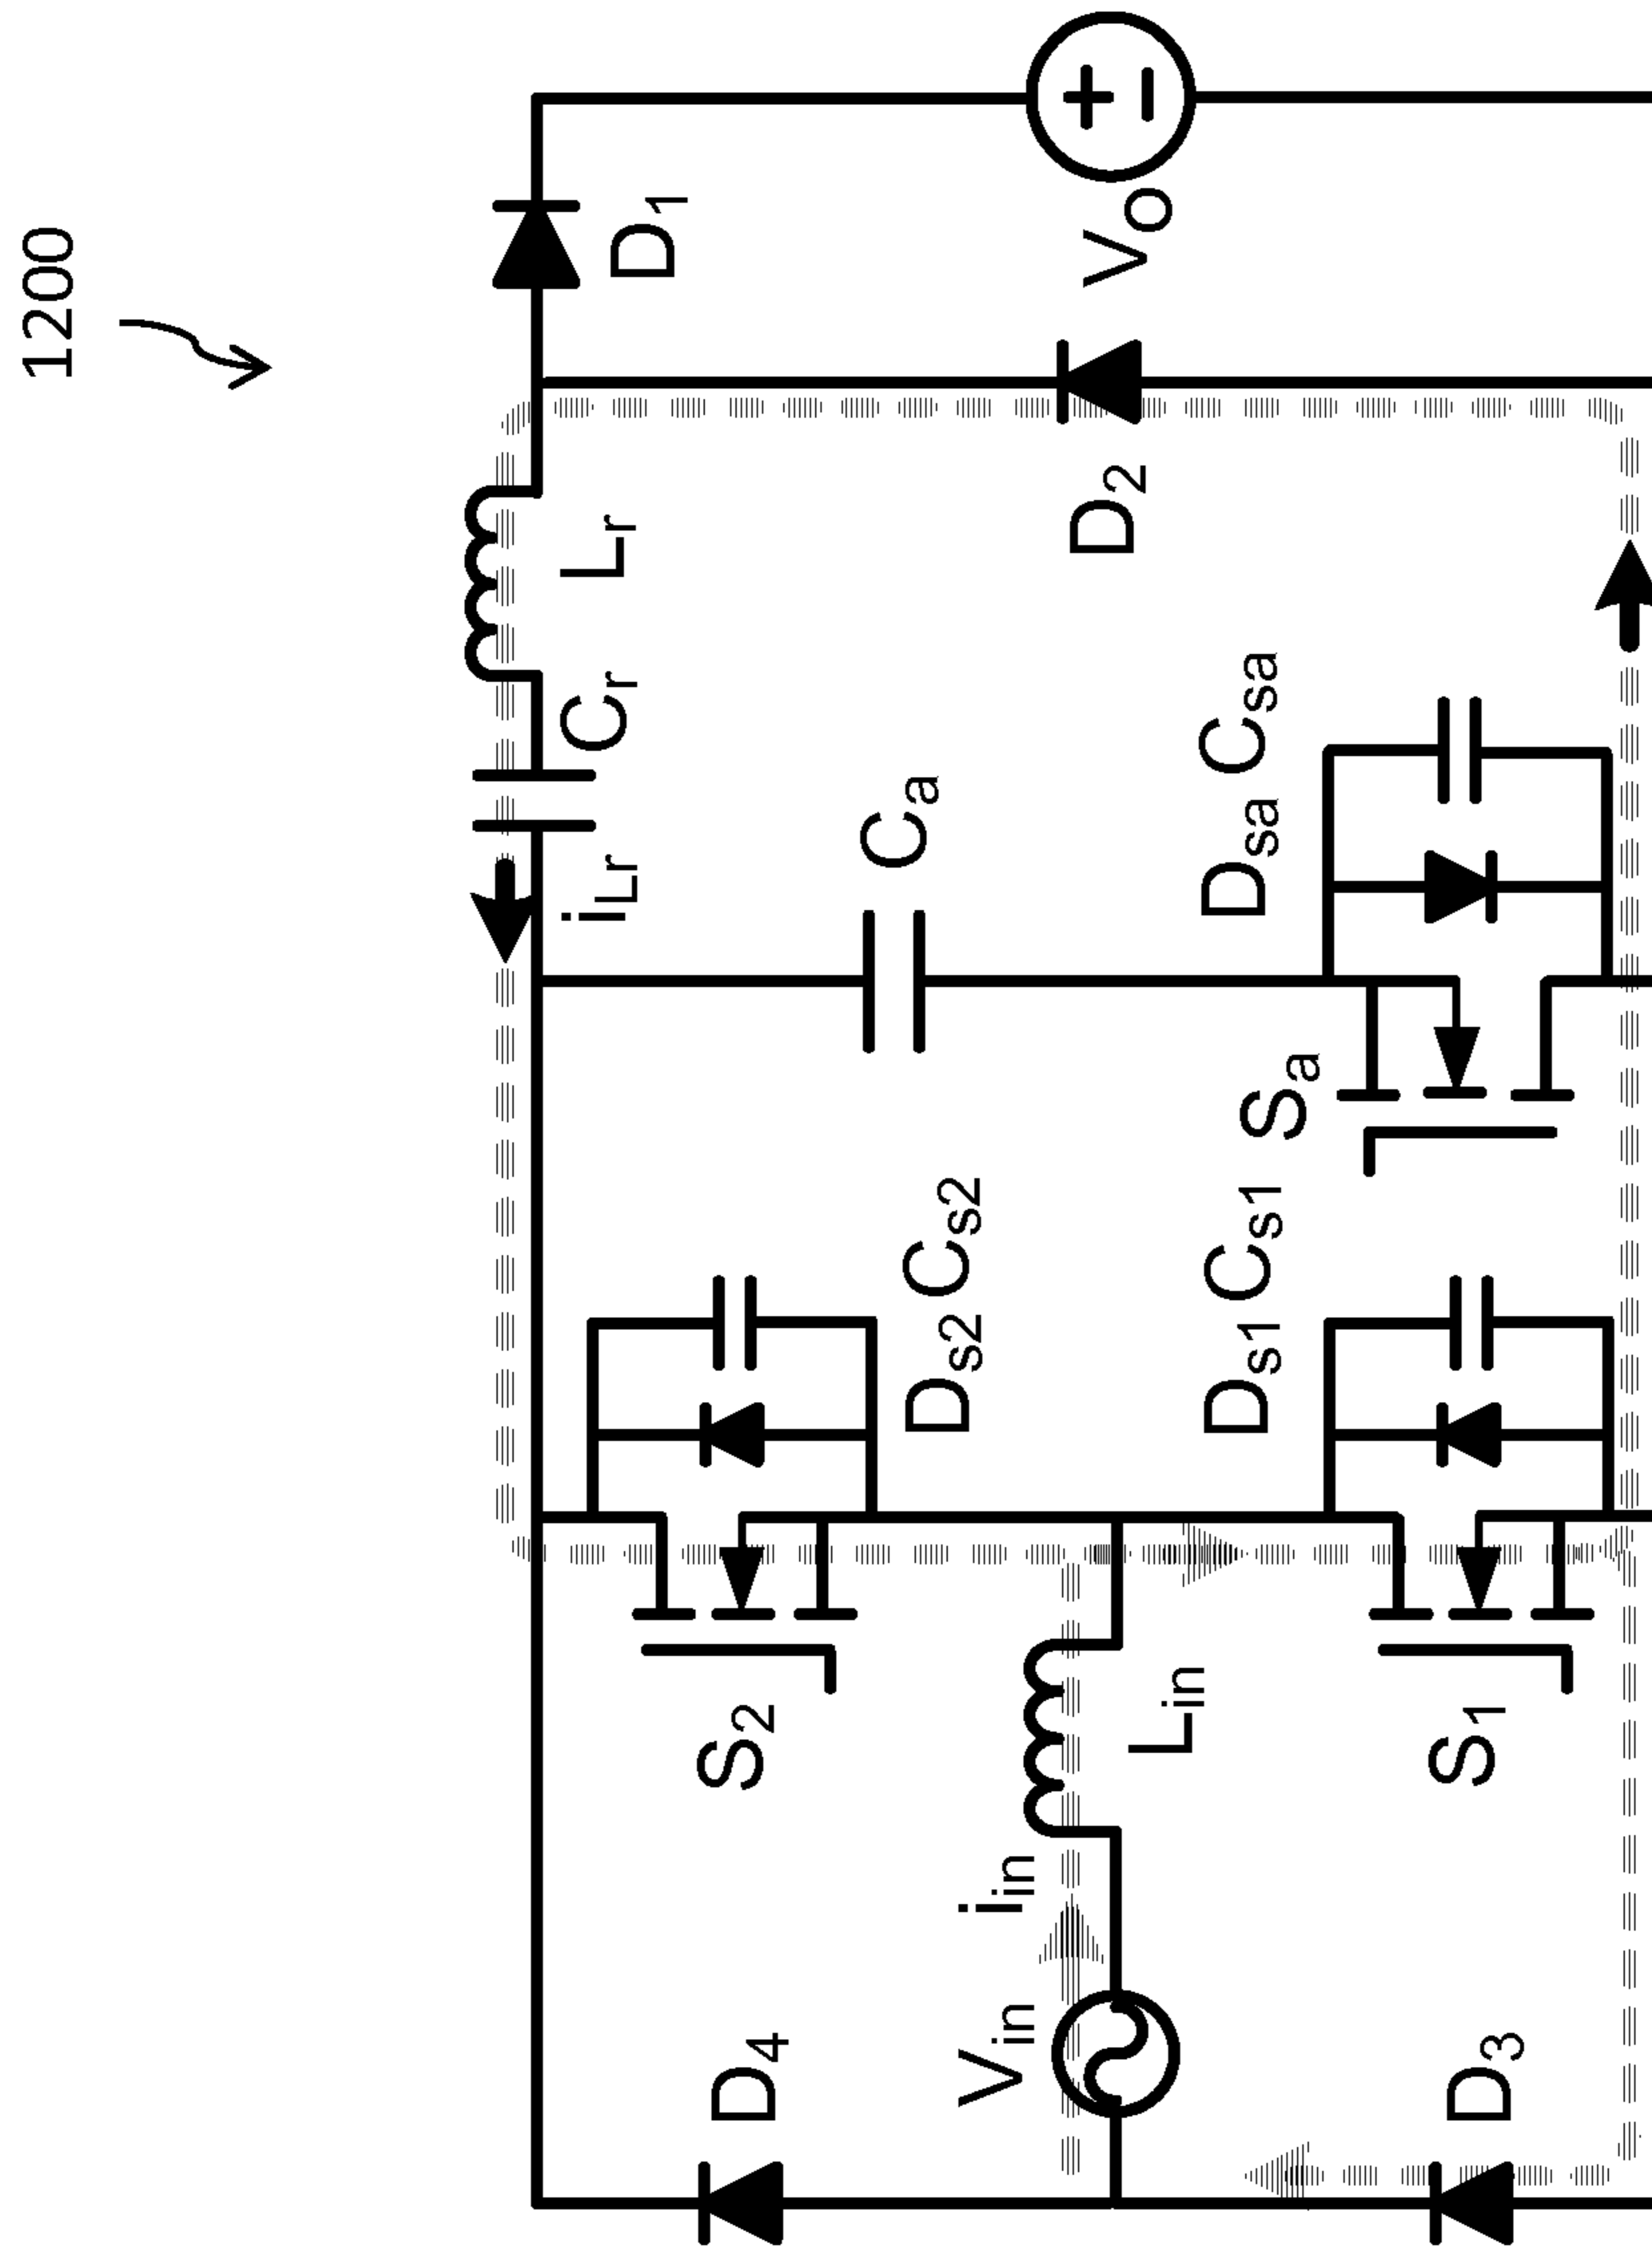 1200
D4
S2
Ds2 Cs2
iLr
Cr
Lr
D1
Ca
Vin
iin
Lin
D2
Vo
D3
S1
Ds1 Cs1
Sa
Dsa Csa